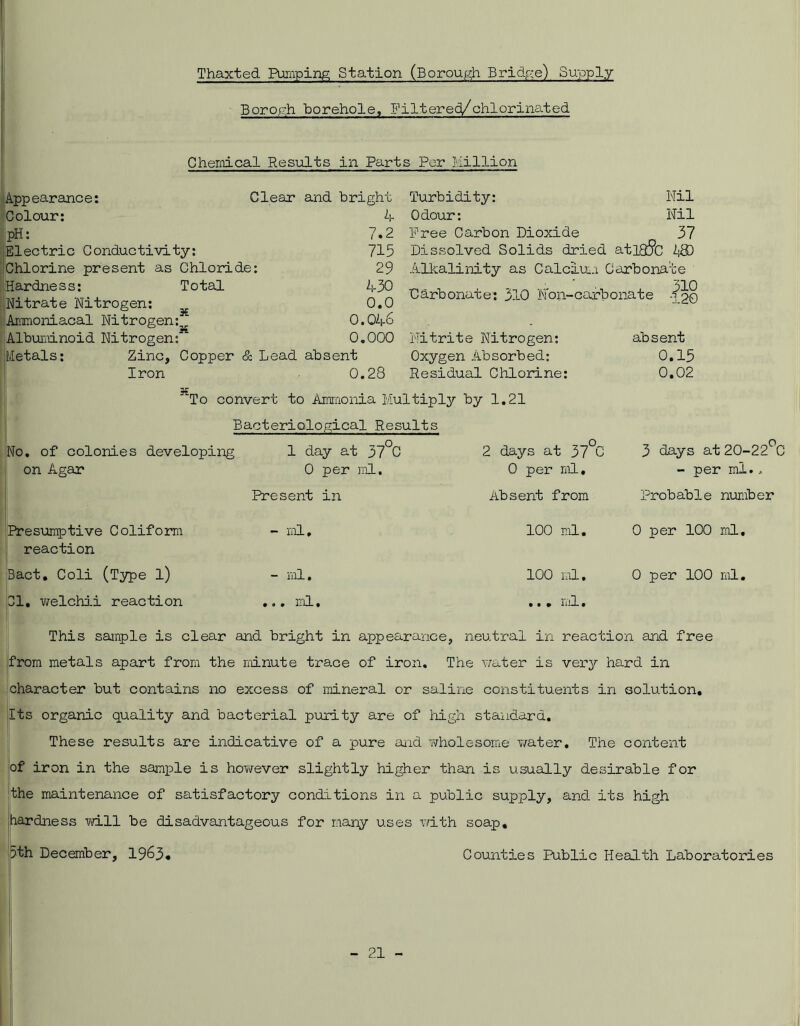 Thaxted Pumping Station (Borough Bridge) Supply
Borogh borehole, Filtered/chlorinated
Chemical Results in Parts Per Million
Appearance: Clear and bright Turbidity: Nil
Colour: 4 Odour: Nil
pH: 7.2 Free Carbon Dioxide 37
Electric Conductivity: 715 Dissolved Solids dried at180°C 480
Chlorine present as Chloride: 29 Alkalinity as Calcium Carbonate 310
Hardness: Total 430 Carbonate: 310 Non-carbonate 120
Nitrate Nitrogen: 0.0
Ammoniacal Nitrogen:* 0.046 Nitrite Nitrogen: absent
Albuminoid Nitrogen:* 0.000 Oxygen Absorbed: 0.15
Metals: Zinc, Copper & Lead absent Residual Chlorine: 0.02
Iron 0.28
*To convert to Ammonia Multiply by 1.21
Bacteriological Results
No. of colonies developing 1 day at 37°C 2 days at 37°C 3 days at 20-22°C
on Agar 0 per ml. 0 per ml. - per ml..
Present in Absent from Probable number
Presumptive Coliform - ml. 100 ml. 0 per 100 ml.
reaction
Bact. Coli (Type 1) - ml. 100 ml. 0 per 100 ml.
Cl. welchii reaction ... ml. ... ml.
This sample is clear and bright in appearance, neutral in reaction and free
from metals apart from the minute trace of iron. The water is very hard in
character but contains no excess of mineral or saline constituents in solution.
Its organic quality and bacterial purity are of high standard.
These results are indicative of a pure and wholesome water. The content
of iron in the sample is however slightly higher than is usually desirable for
the maintenance of satisfactory conditions in a public supply, and its high
hardness will be disadvantageous for many uses with soap.
5th December, 1963. Counties Public Health Laboratories
- 21 -